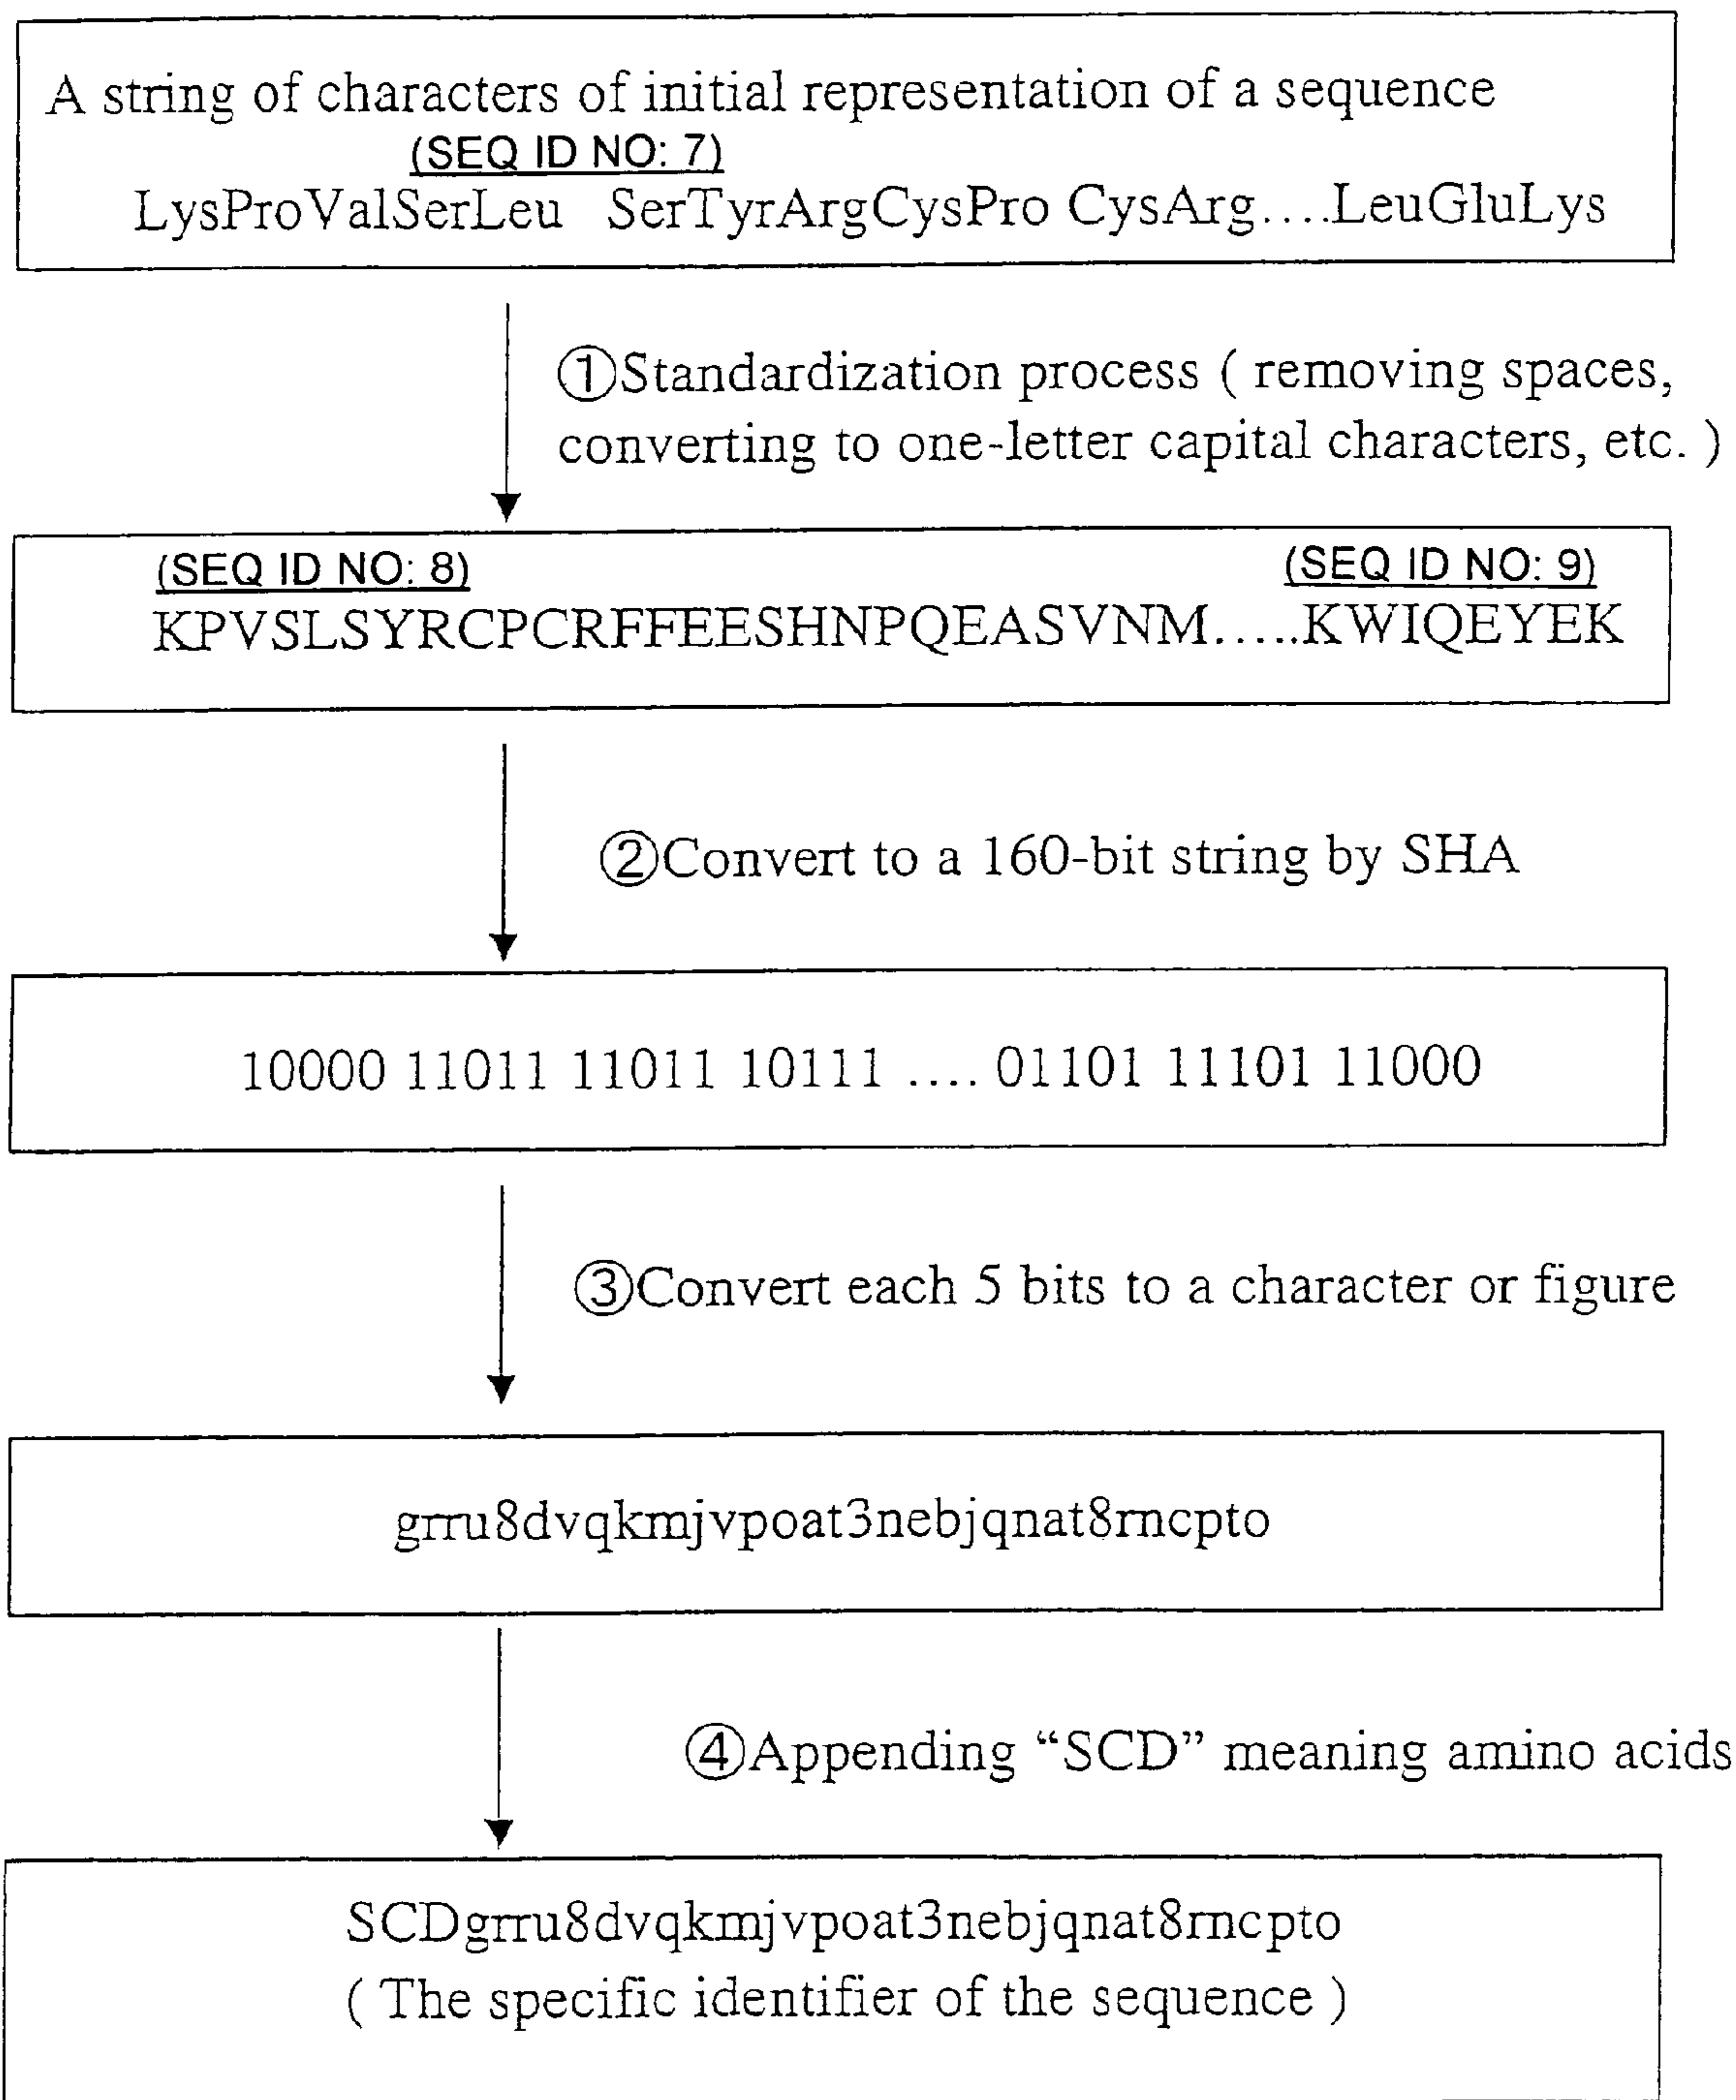 A string of characters of initial representation of a sequence
(SEQ ID NO: 7)
LysProValSerLeu SerTyrArgCysPro CysArg....LeuGluLys
①Standardization process ( removing spaces,
converting to one-letter capital characters, etc. )
(SEQ ID NO: 8) (SEQ ID NO: 9)
KPVSLSYRCPCRFFEESHNPQEASVNM.....KWIQEYEK
②Convert to a 160-bit string by SHA
10000 11011 11011 10111 .... 01101 11101 11000
③Convert each 5 bits to a character or figure
grru8dvqkmjvpoat3nebjqnat8rncpto
④Appending “SCD” meaning amino acids
SCDgrru8dvqkmjvpoat3nebjqnat8rncpto
( The specific identifier of the sequence )